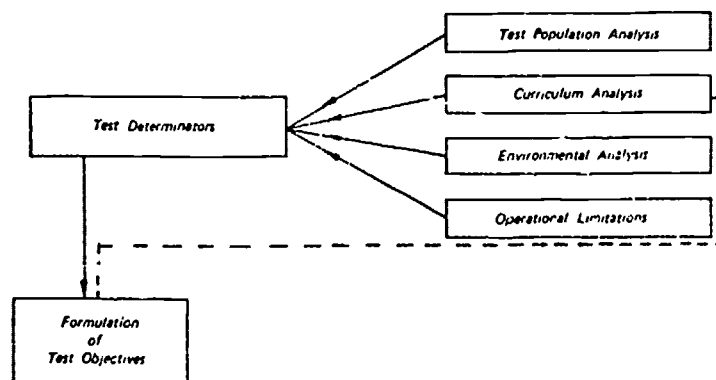 Test Population Analysis
Curriculum Analysis
Test Determinators
Environmental Analysis
Operational Limitations
Formulation
of
Test Objectives